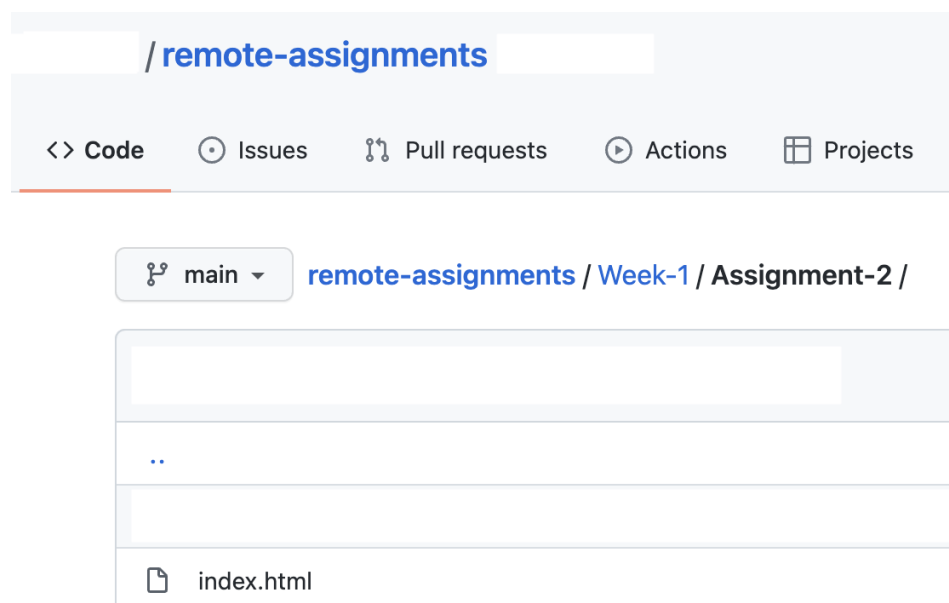 / remote-assignments
<> Code Issues Pull requests Actions Projects
main remote-assignments / Week-1 / Assignment-2 /
..
index.html